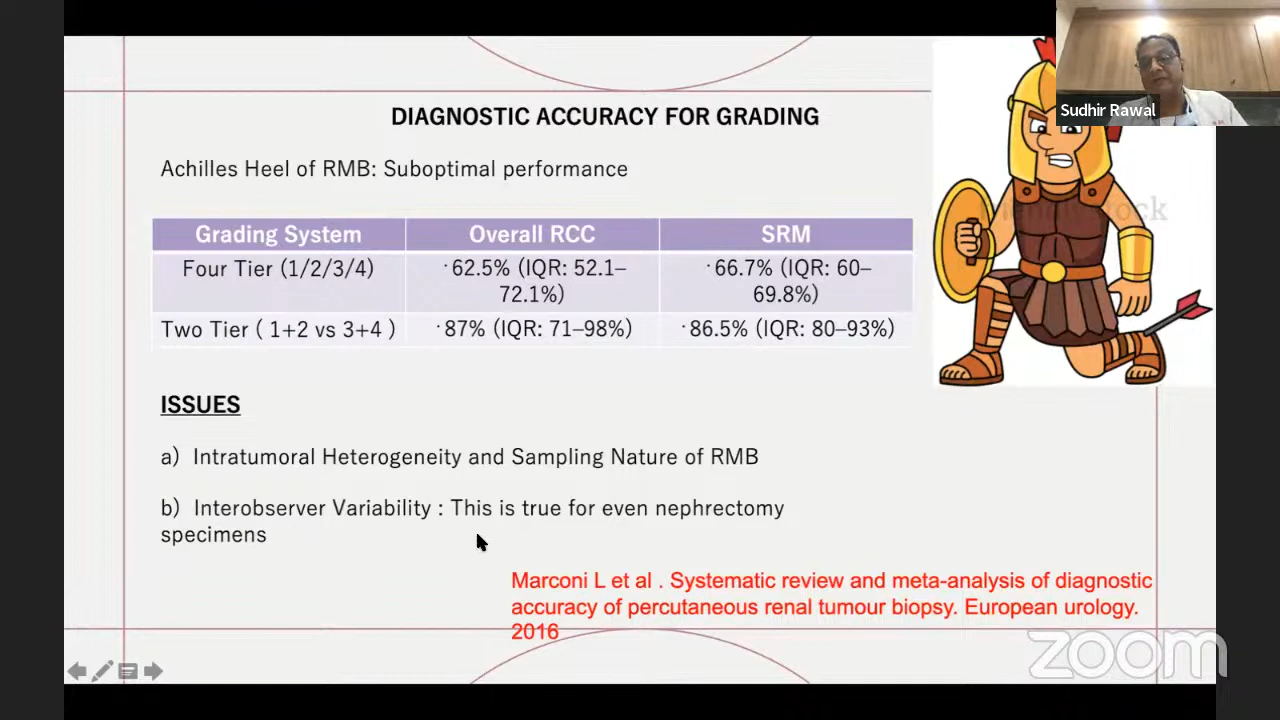 Sudhir Rawal
DIAGNOSTIC ACCURACY FOR GRADING
Achilles Heel of RMB: Suboptimal performance
Grading System Overall RCC SRM
Four Tier (1/2/3/4) ·62.5% (IQR: 52.1– ·66.7% (IQR: 60–
72.1%) 69.8%)
Two Tier ( 1+2 vs 3+4 ) ·87% (IQR: 71–98%) ·86.5% (IQR: 80–93%)
ISSUES
a) Intratumoral Heterogeneity and Sampling Nature of RMB
b) Interobserver Variability : This is true for even nephrectomy
specimens
Marconi L et al . Systematic review and meta-analysis of diagnostic
accuracy of percutaneous renal tumour biopsy. European urology.
2016
zoom